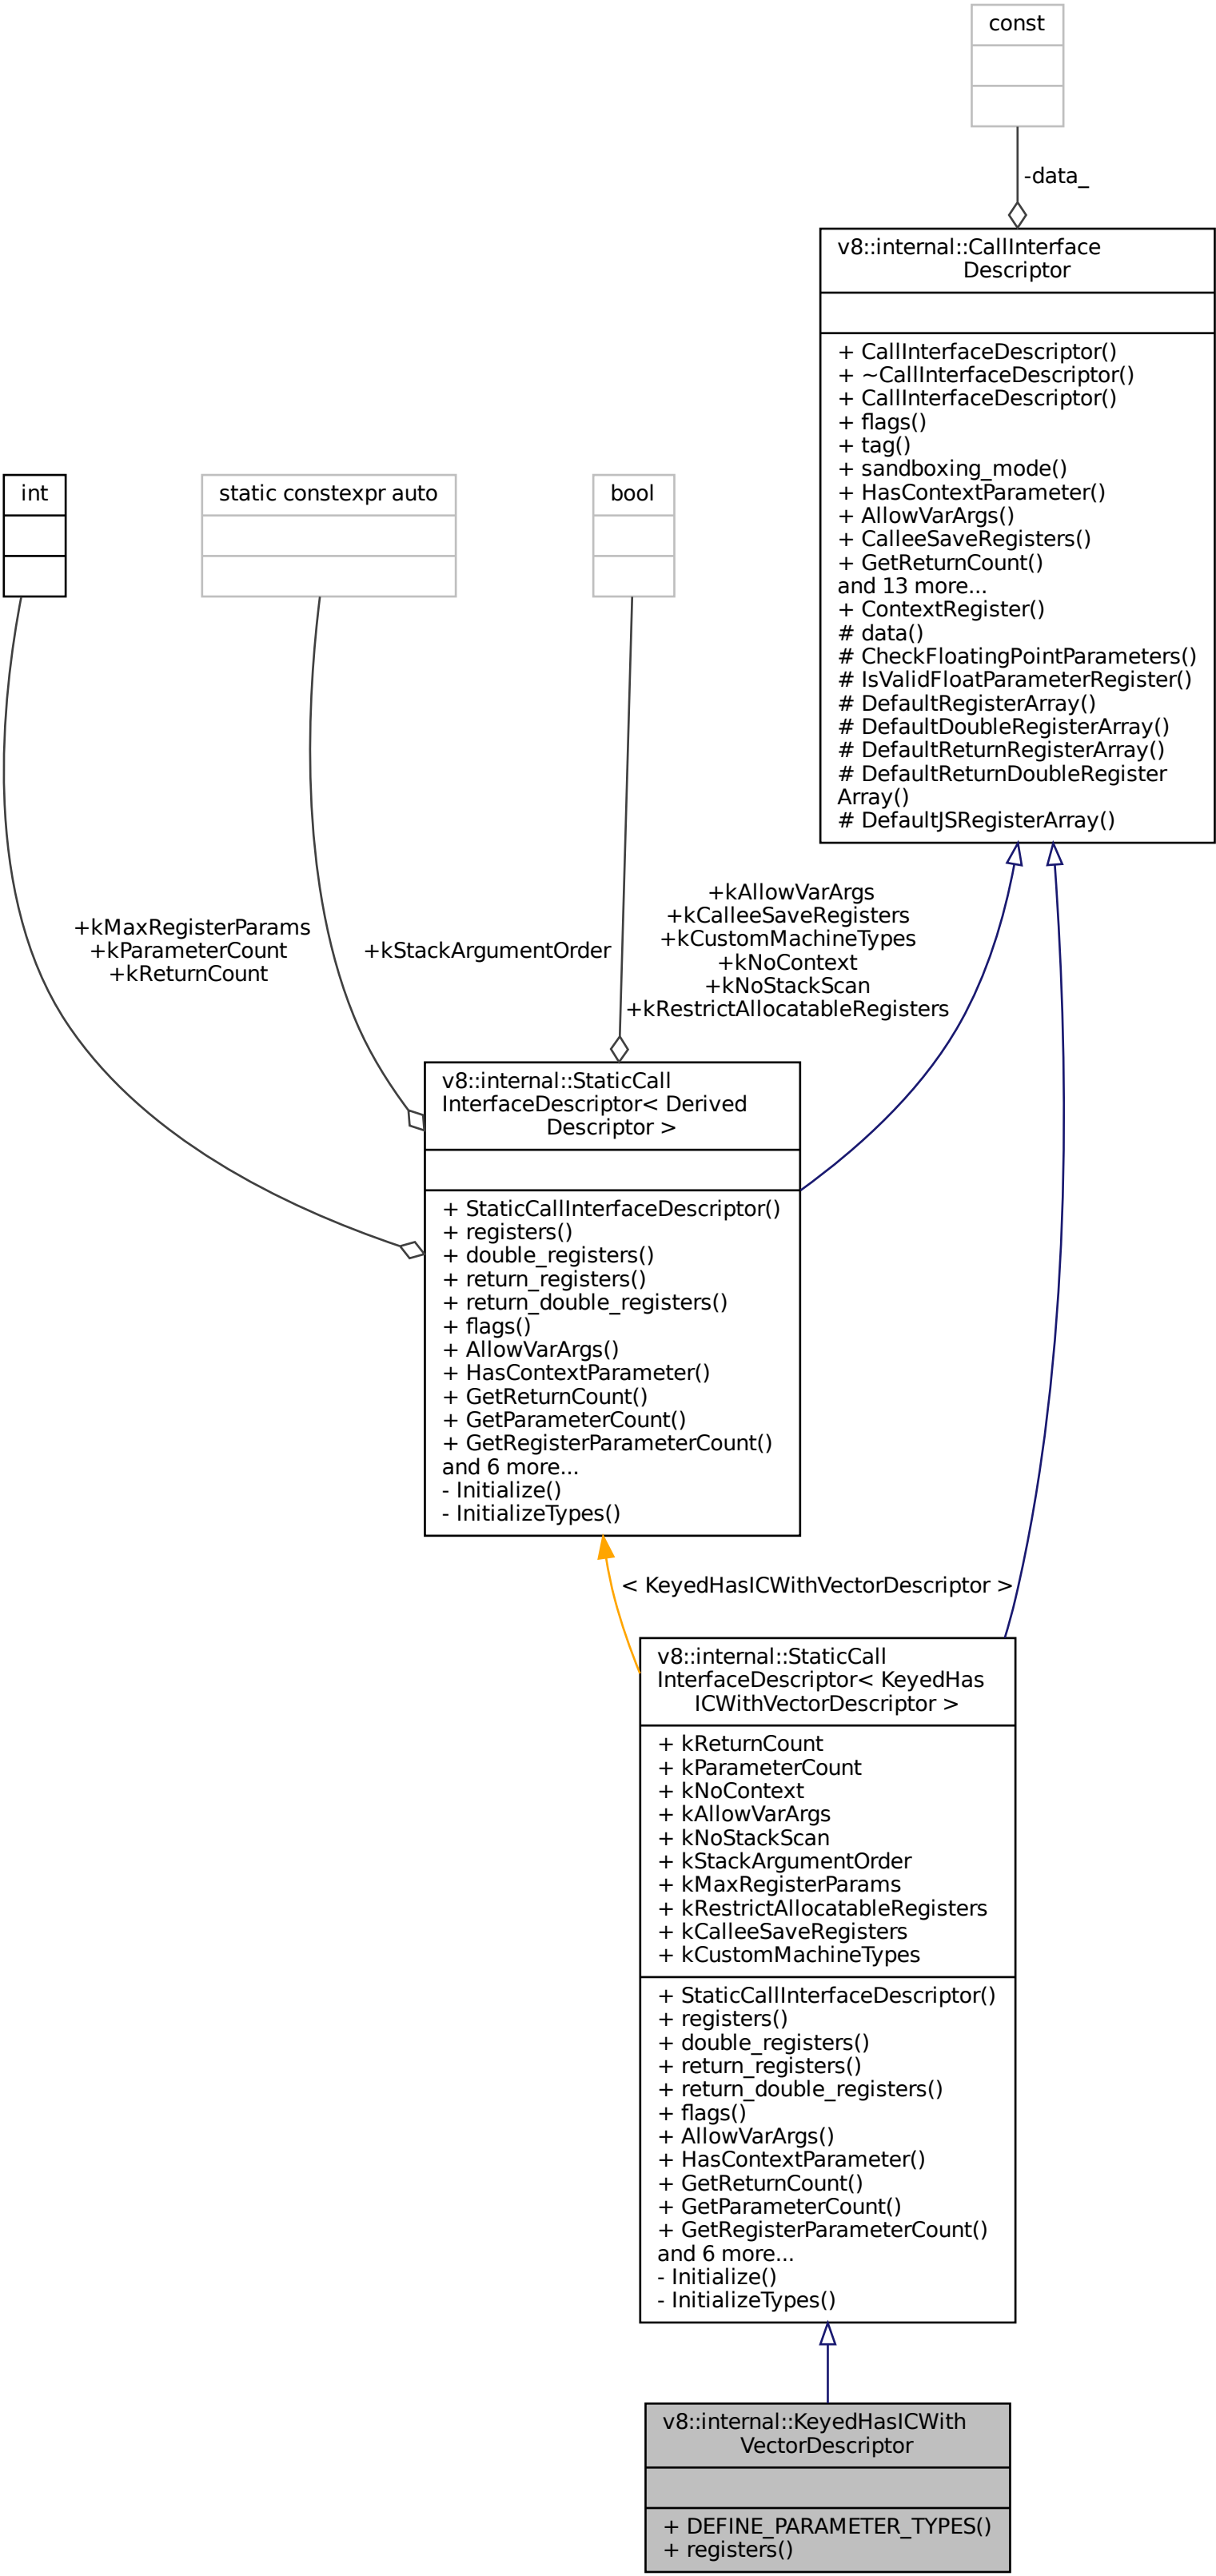 const
-data_
v8::internal::CallInterface
Descriptor
+ CallInterfaceDescriptor()
+ ~CallInterfaceDescriptor()
+ CallInterfaceDescriptor()
+ flags()
+ tag()
+ sandboxing_mode()
+ HasContextParameter()
+ AllowVarArgs()
+ CalleeSaveRegisters()
+ GetReturnCount()
and 13 more...
+ ContextRegister()
# data()
# CheckFloatingPointParameters()
# IsValidFloatParameterRegister()
# DefaultRegisterArray()
# DefaultDoubleRegisterArray()
# DefaultReturnRegisterArray()
# DefaultReturnDoubleRegister
Array()
# DefaultJSRegisterArray()
int
static constexpr auto
bool
+kMaxRegisterParams
+kParameterCount
+kReturnCount
+kStackArgumentOrder
+kAllowVarArgs
+kCalleeSaveRegisters
+kCustomMachineTypes
+kNoContext
+kNoStackScan
+kRestrictAllocatableRegisters
v8::internal::StaticCall
InterfaceDescriptor< Derived
Descriptor >
+ StaticCallInterfaceDescriptor()
+ registers()
+ double_registers()
+ return_registers()
+ return_double_registers()
+ flags()
+ AllowVarArgs()
+ HasContextParameter()
+ GetReturnCount()
+ GetParameterCount()
+ GetRegisterParameterCount()
and 6 more...
- Initialize()
- InitializeTypes()
< KeyedHasICWithVectorDescriptor >
v8::internal::StaticCall
InterfaceDescriptor< KeyedHas
ICWithVectorDescriptor >
+ kReturnCount
+ kParameterCount
+ kNoContext
+ kAllowVarArgs
+ kNoStackScan
+ kStackArgumentOrder
+ kMaxRegisterParams
+ kRestrictAllocatableRegisters
+ kCalleeSaveRegisters
+ kCustomMachineTypes
+ StaticCallInterfaceDescriptor()
+ registers()
+ double_registers()
+ return_registers()
+ return_double_registers()
+ flags()
+ AllowVarArgs()
+ HasContextParameter()
+ GetReturnCount()
+ GetParameterCount()
+ GetRegisterParameterCount()
and 6 more...
- Initialize()
- InitializeTypes()
v8::internal::KeyedHasICWith
VectorDescriptor
+ DEFINE_PARAMETER_TYPES()
+ registers()